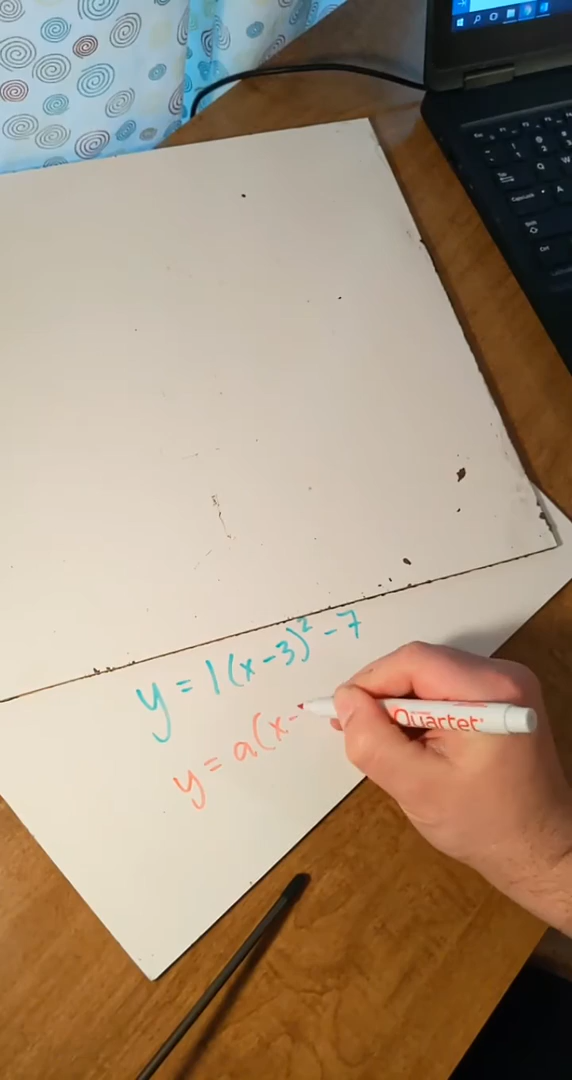 y = 1(x-3)² -7
y = a(x-
Quartet